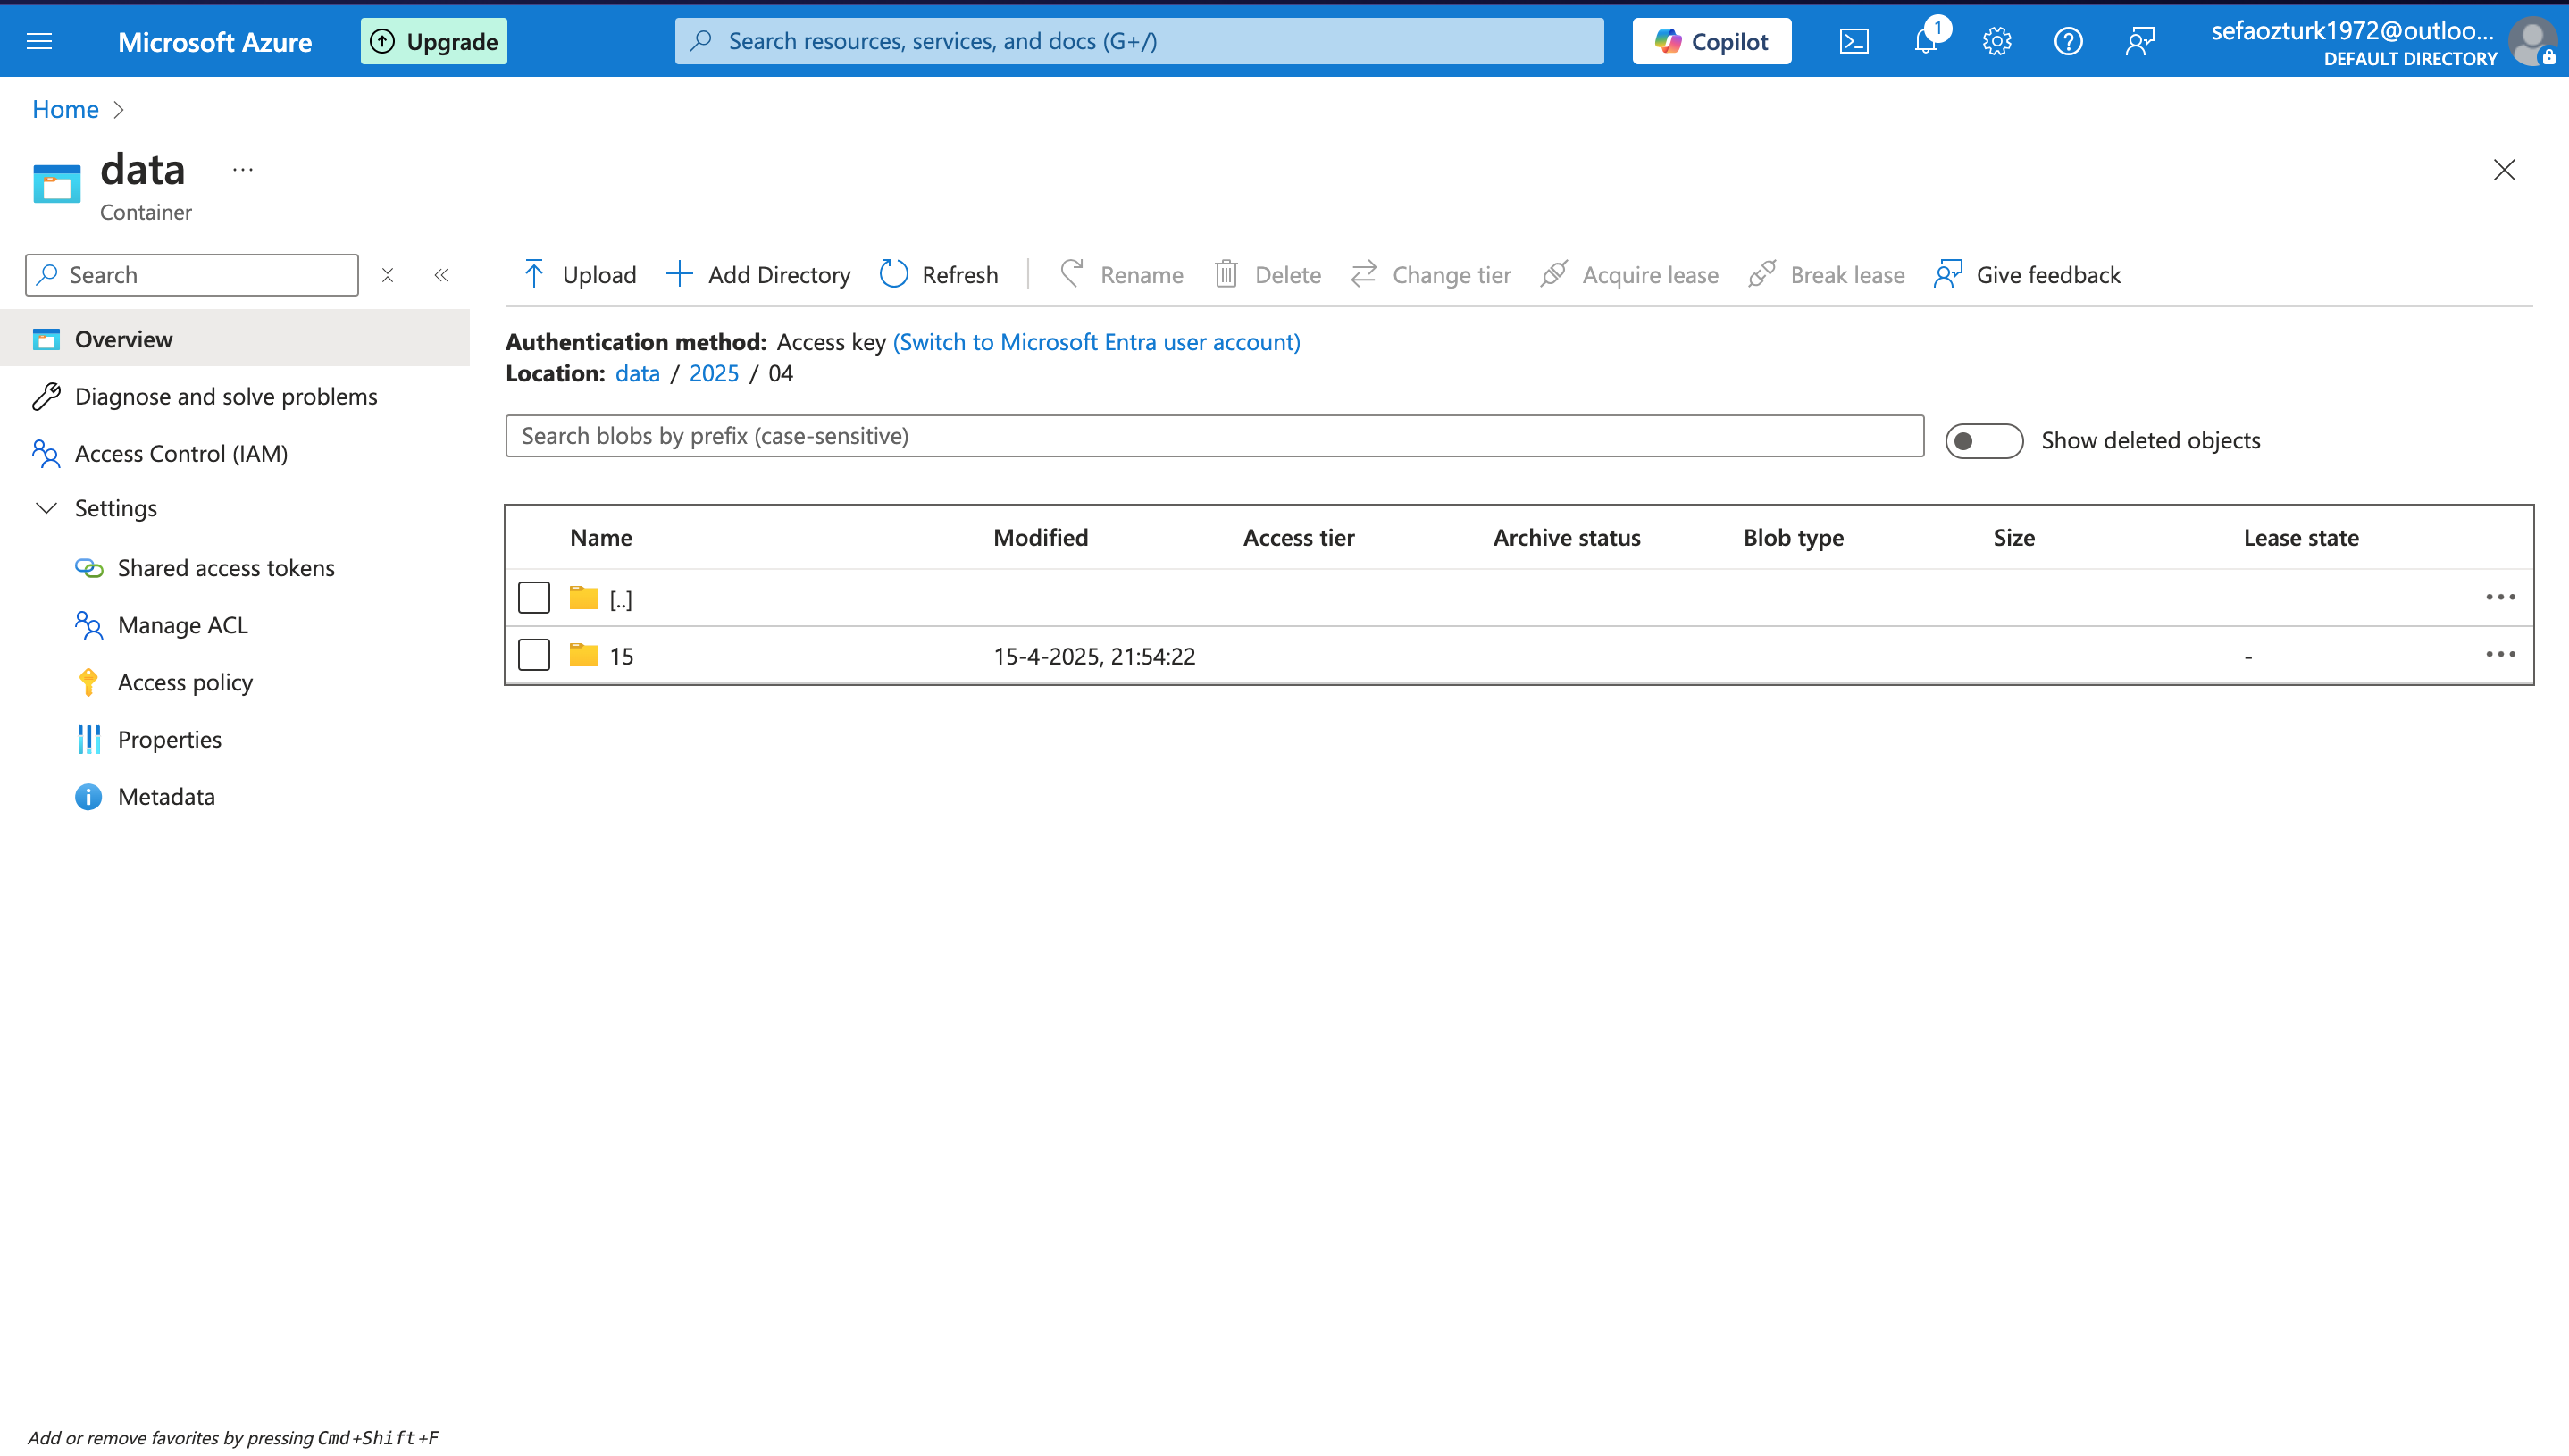 Microsoft Azure
Upgrade
Search resources, services, and docs (G+/)
Copilot
1
sefaozturk1972@outloo...
DEFAULT DIRECTORY
Home
data
...
Container
Search
Upload
Add Directory
Refresh
Rename
Delete
Change tier
Acquire lease
Break lease
Give feedback
Overview
Diagnose and solve problems
Access Control (IAM)
Settings
Shared access tokens
Manage ACL
Access policy
Properties
Metadata
Authentication method: Access key (Switch to Microsoft Entra user account)
Location: data / 2025 / 04
Search blobs by prefix (case-sensitive)
Show deleted objects
Name Modified Access tier Archive status Blob type Size Lease state
[..]
15 15-4-2025, 21:54:22 -
Add or remove favorites by pressing Cmd+Shift+F